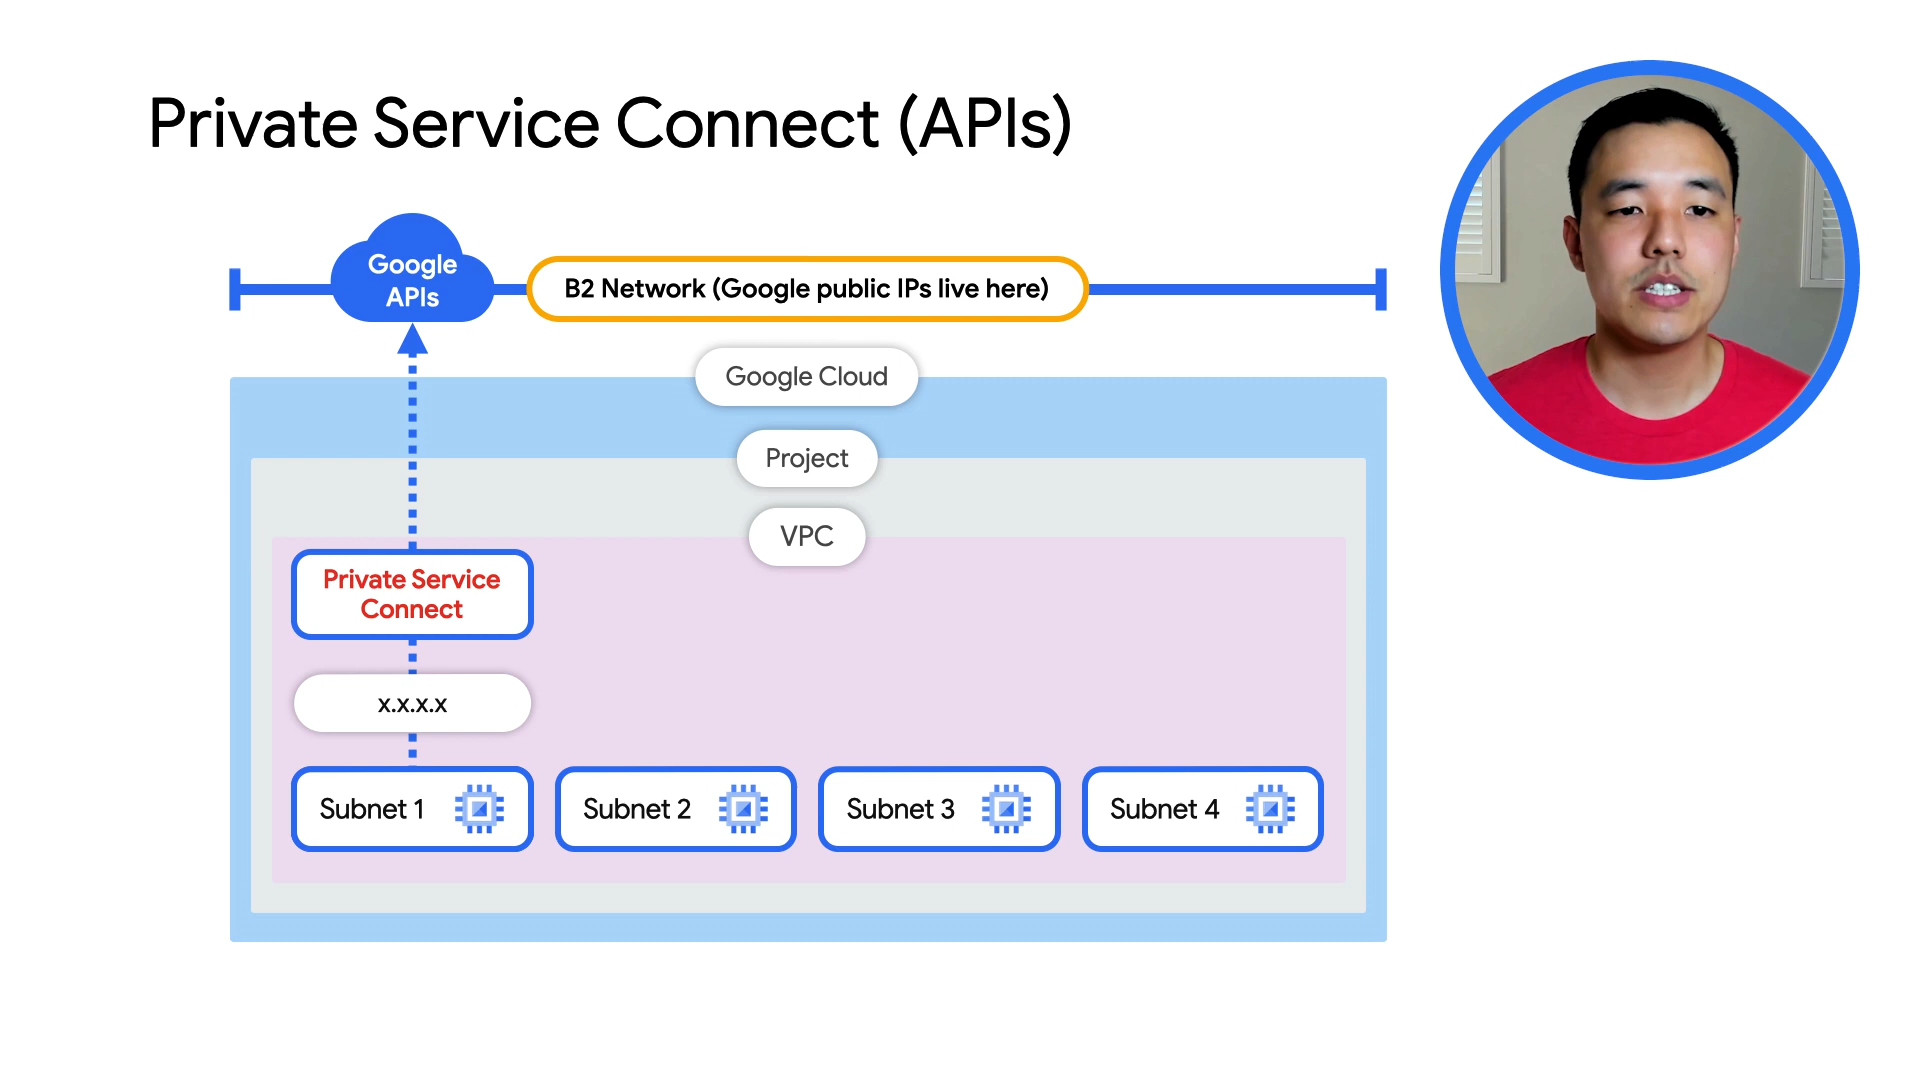 Private Service Connect (APIs)
Google
APIs
B2 Network (Google public IPs live here)
Google Cloud
Project
VPC
Private Service
Connect
x.x.x.x
Subnet 1
Subnet 2
Subnet 3
Subnet 4